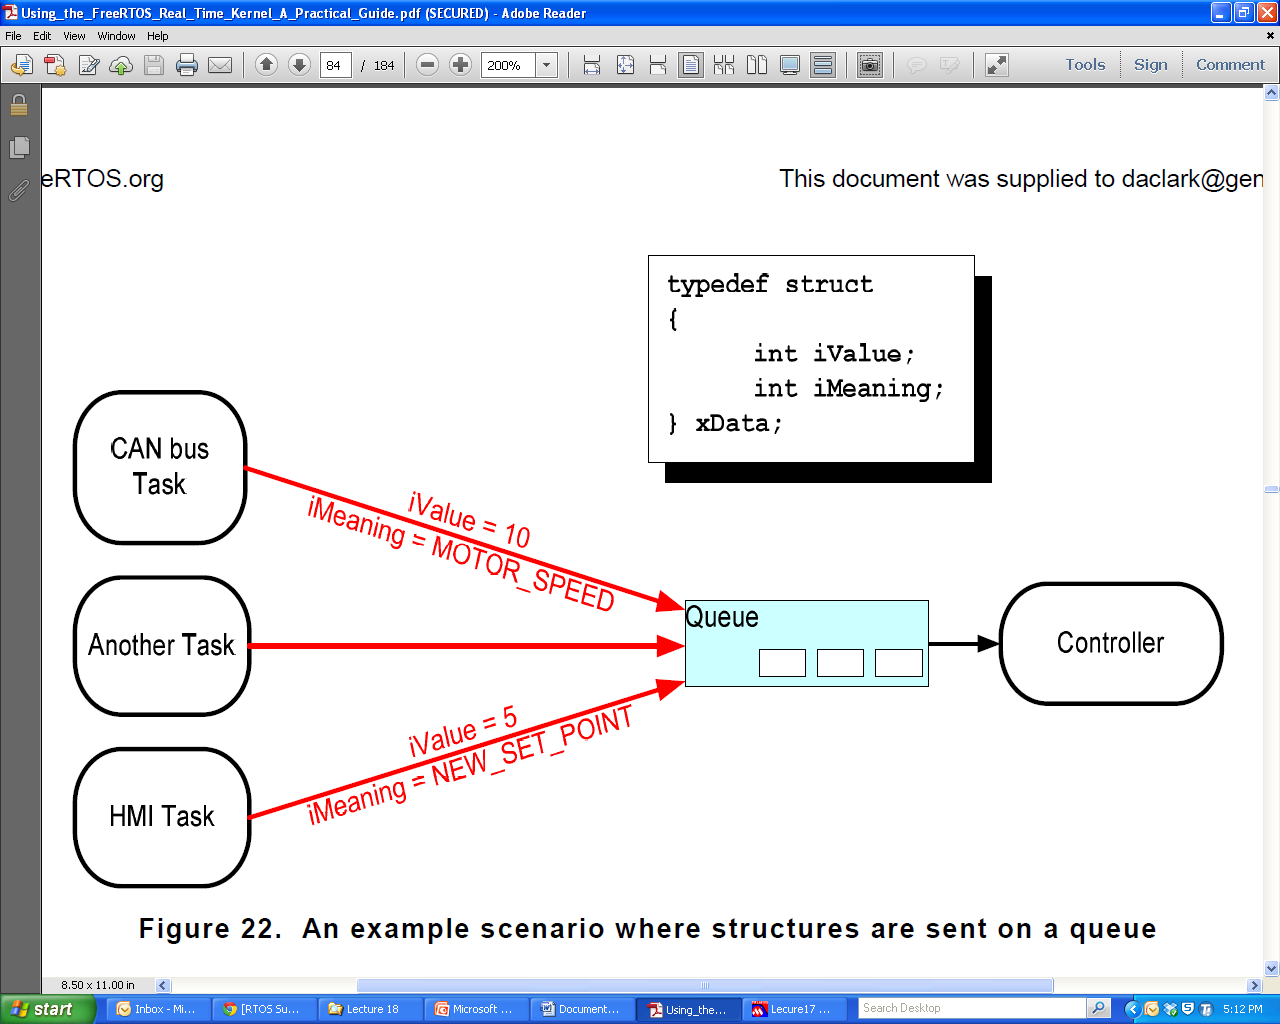 Using_the_FreeRTOS_Real_Time_Kernel_A_Practical_Guide.pdf (SECURED) - Adobe Reader
File Edit View Window Help
84 / 184 200% Tools Sign Comment
eRTOS.org This document was supplied to daclark@gen
typedef struct
{
int iValue;
int iMeaning;
} xData;
CAN bus
Task
iValue = 10
iMeaning = MOTOR_SPEED
Another Task
Queue
Controller
iValue = 5
iMeaning = NEW_SET_POINT
HMI Task
Figure 22. An example scenario where structures are sent on a queue
8.50 x 11.00 in
start Inbox - Mi... [RTOS Su... Lecture 18 Microsoft ... Document... Using_the... Lecure17 ... Search Desktop 5:12 PM